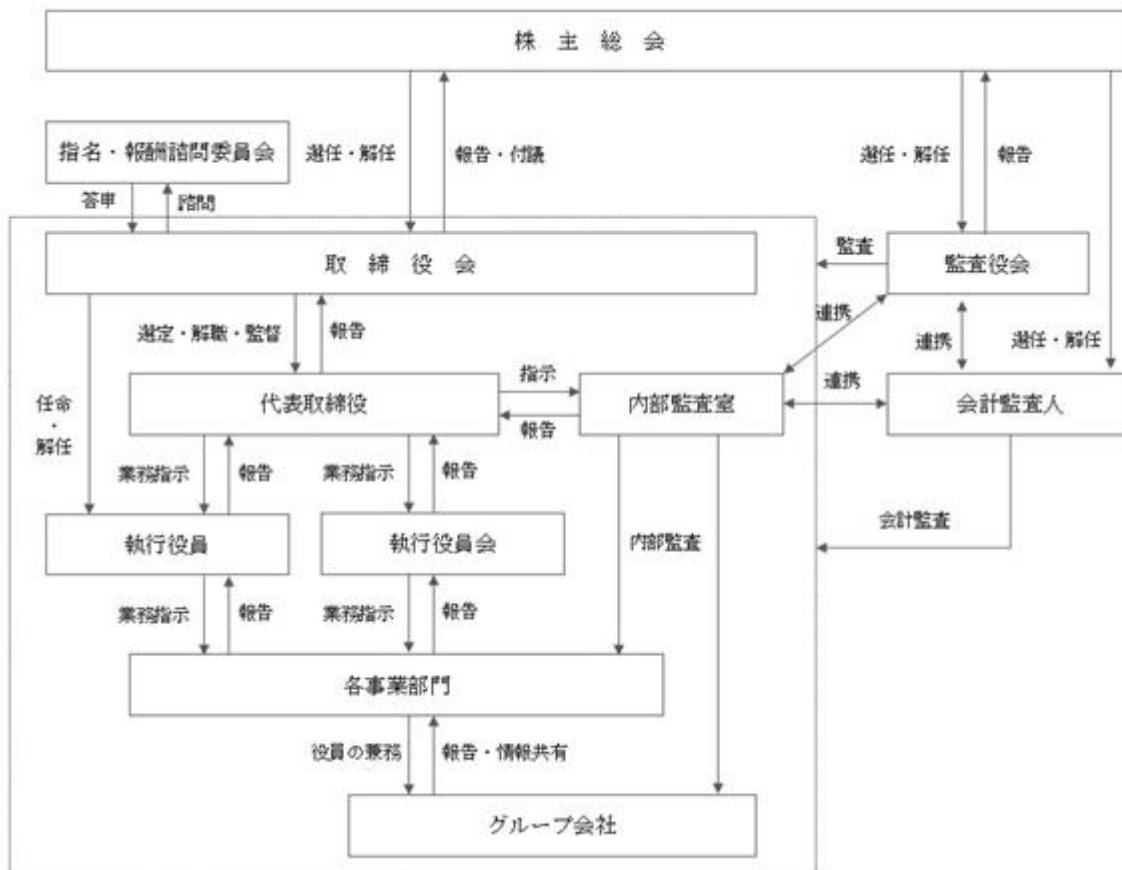 株主総会
指名・報酬諮問委員会
選任・解任
報告・付議
選任・解任
報告
答申
諮問
取締役会
監査
監査役会
選定・解職・監督
報告
連携
連携
選任・解任
任命
・
解任
代表取締役
指示
報告
内部監査室
連携
会計監査人
業務指示
報告
業務指示
報告
執行役員
執行役員会
内部監査
会計監査
業務指示
報告
業務指示
報告
各事業部門
役員の兼務
報告・情報共有
グループ会社